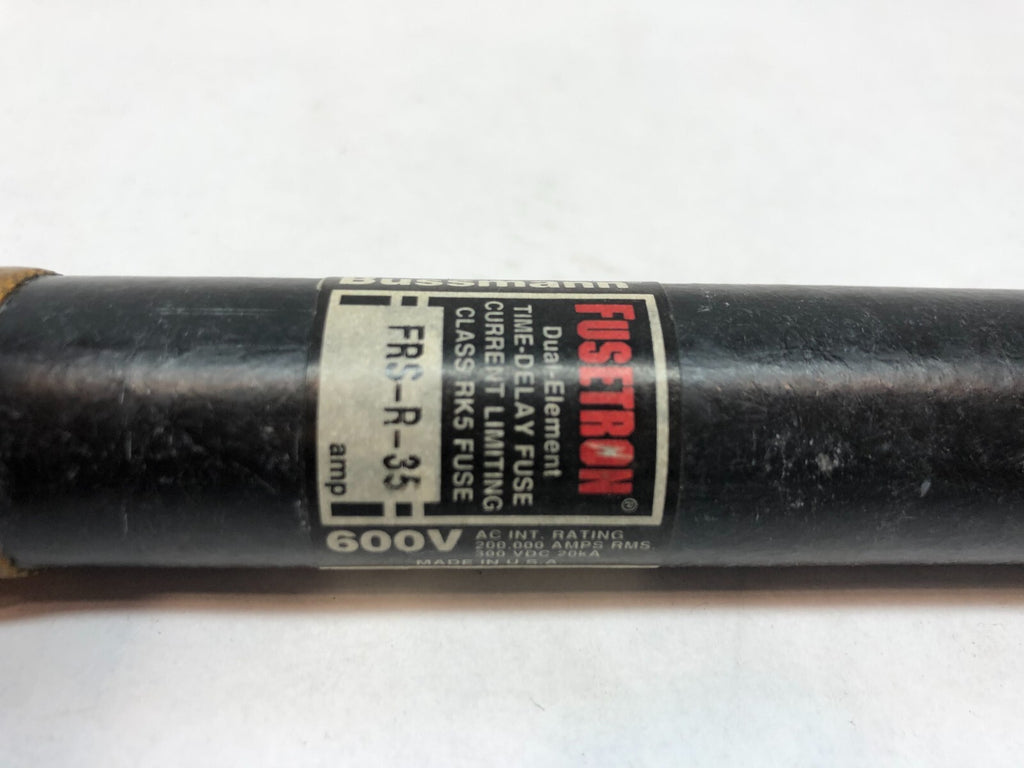 Bussmann
FUSETRON®
Dual-Element
TIME-DELAY FUSE
CURRENT LIMITING
CLASS RK5 FUSE
FRS-R-35
amp
600V
AC INT. RATING
200,000 AMPS RMS.
300 VDC 20kA
MADE IN U.S.A.